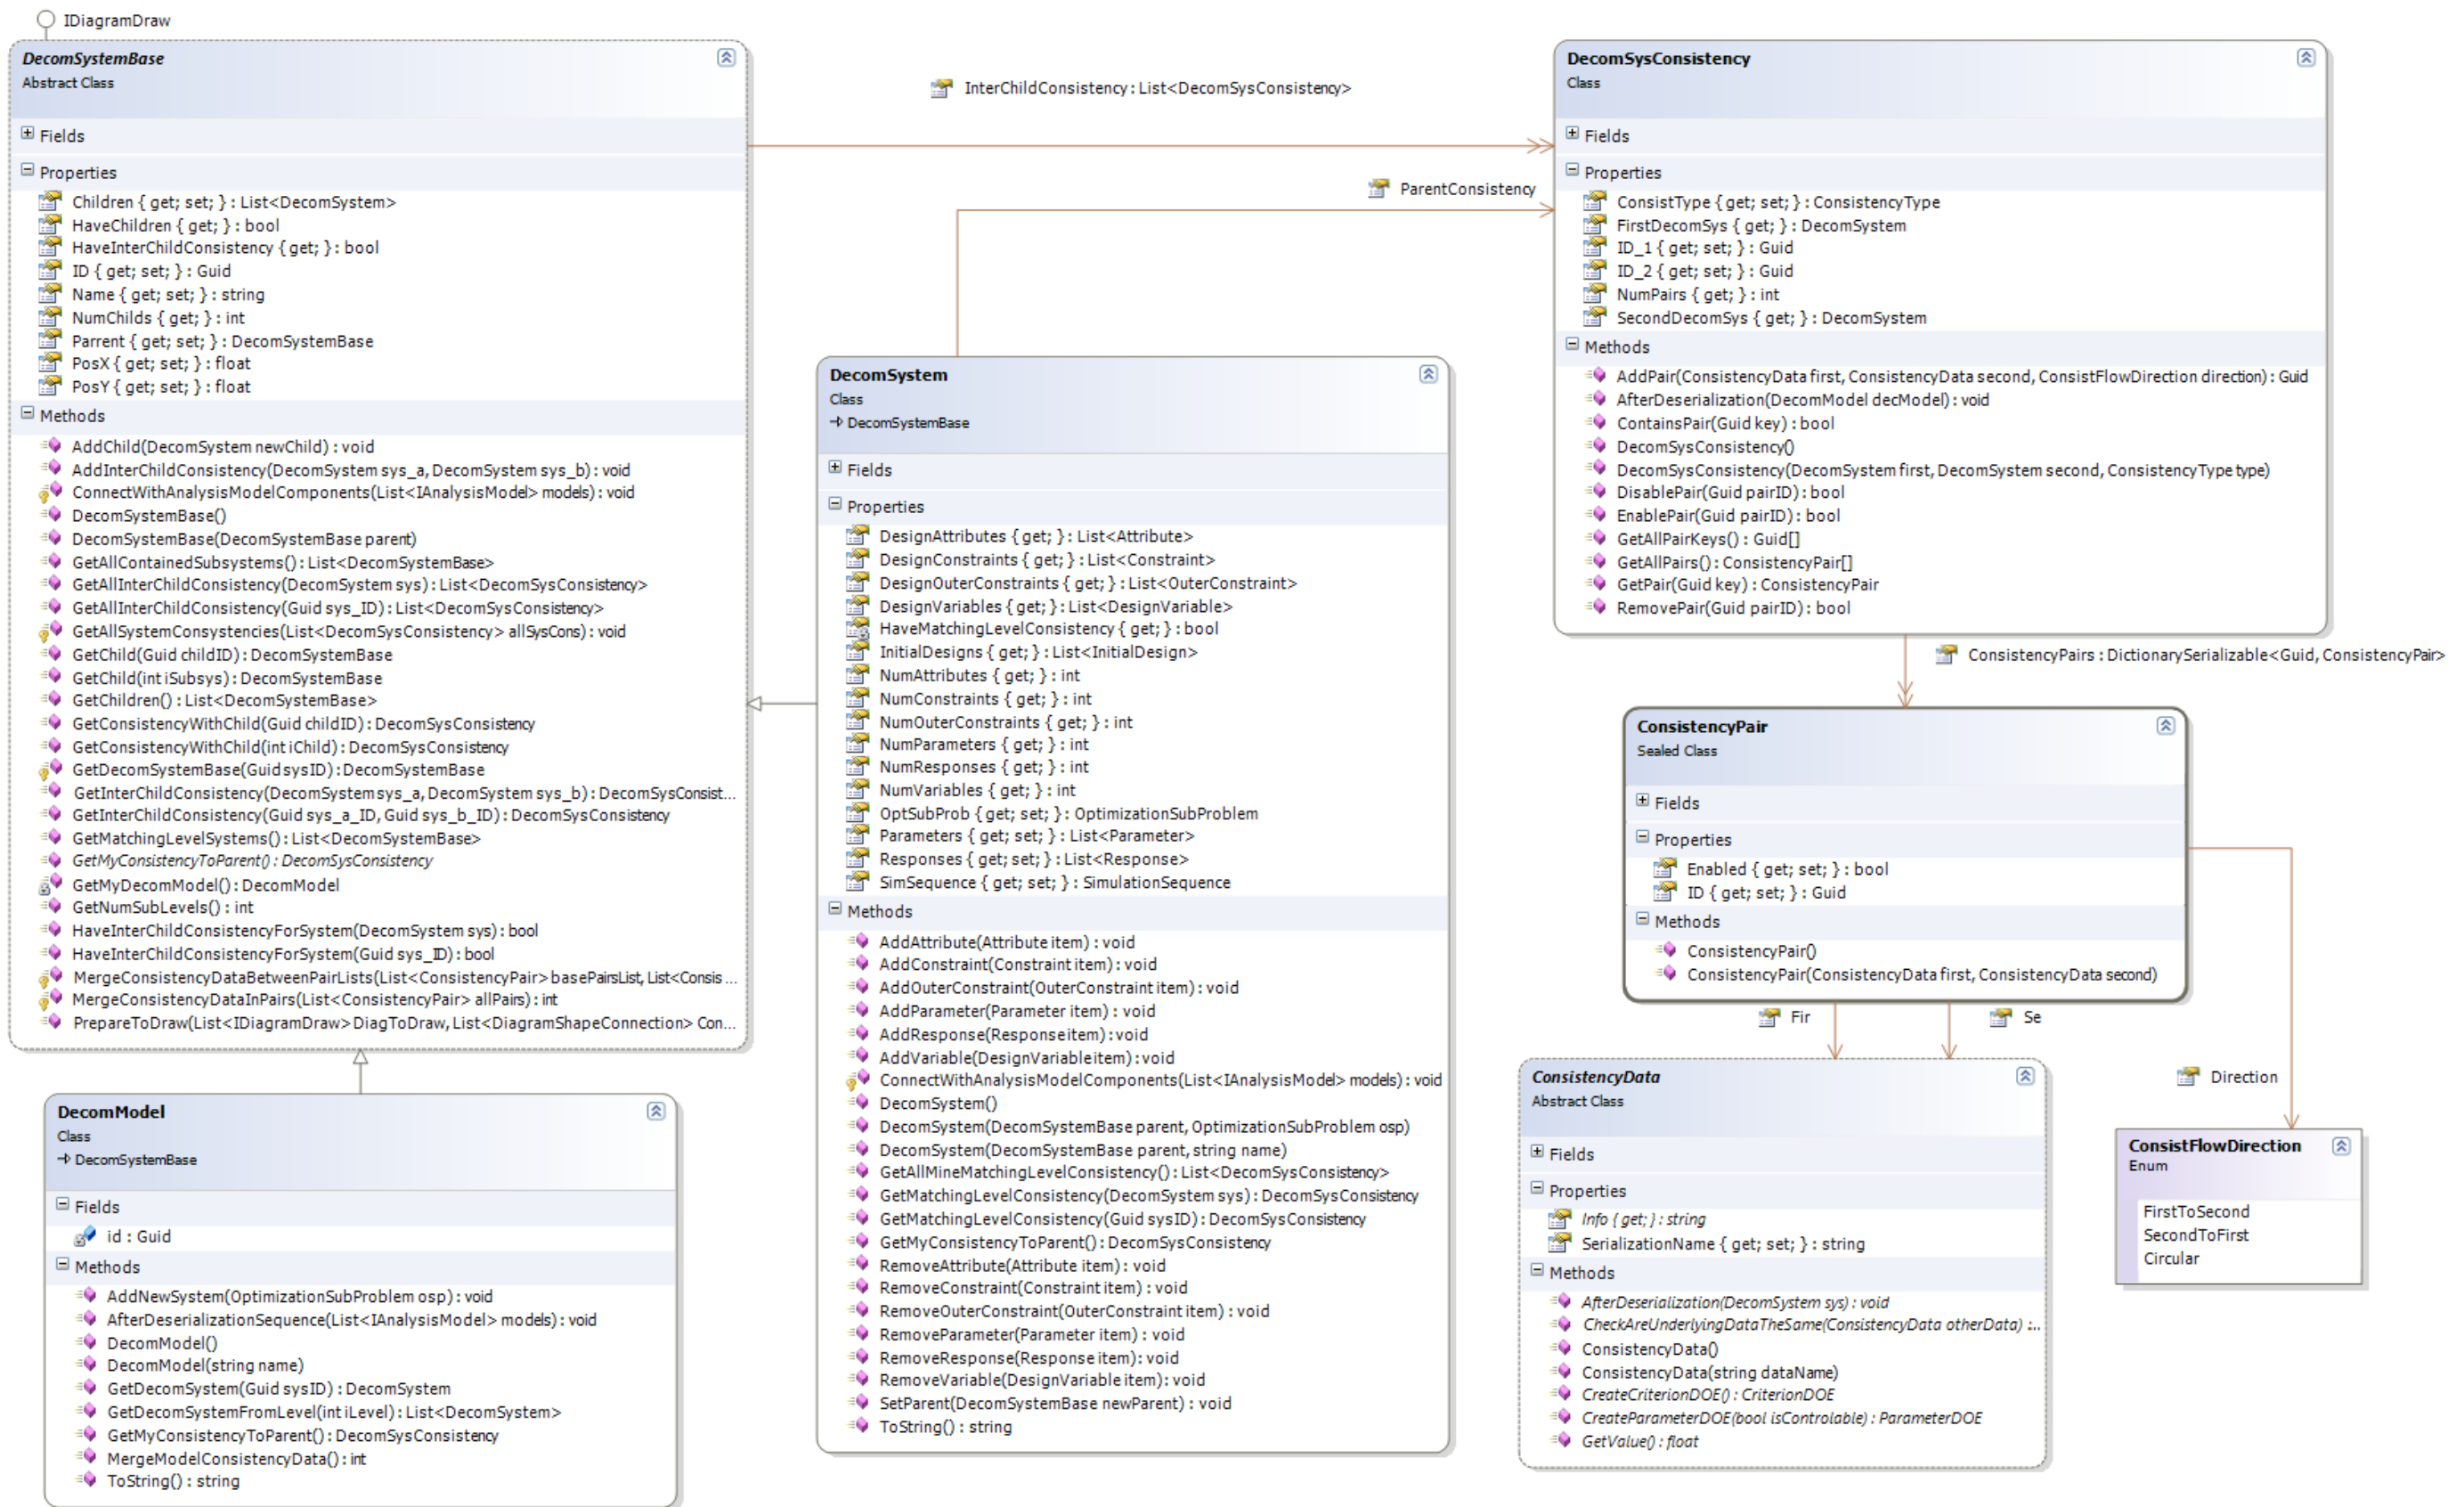 IDiagramDraw
DecomSystemBase
Abstract Class
Fields
Properties
Children { get; set; } : List<DecomSystem>
HaveChildren { get; } : bool
HaveInterChildConsistency { get; } : bool
ID { get; set; } : Guid
Name { get; set; } : string
NumChilds { get; } : int
Parrent { get; set; } : DecomSystemBase
PosX { get; set; } : float
PosY { get; set; } : float
Methods
AddChild(DecomSystem newChild) : void
AddInterChildConsistency(DecomSystem sys_a, DecomSystem sys_b) : void
ConnectWithAnalysisModelComponents(List<IAnalysisModel> models) : void
DecomSystemBase()
DecomSystemBase(DecomSystemBase parent)
GetAllContainedSubsystems() : List<DecomSystemBase>
GetAllInterChildConsistency(DecomSystem sys) : List<DecomSysConsistency>
GetAllInterChildConsistency(Guid sys_ID) : List<DecomSysConsistency>
GetAllSystemConsystencies(List<DecomSysConsistency> allSysCons) : void
GetChild(Guid childID) : DecomSystemBase
GetChild(int iSubsys) : DecomSystemBase
GetChildren() : List<DecomSystemBase>
GetConsistencyWithChild(Guid childID) : DecomSysConsistency
GetConsistencyWithChild(int iChild) : DecomSysConsistency
GetDecomSystemBase(Guid sysID) : DecomSystemBase
GetInterChildConsistency(DecomSystem sys_a, DecomSystem sys_b) : DecomSysConsist...
GetInterChildConsistency(Guid sys_a_ID, Guid sys_b_ID) : DecomSysConsistency
GetMatchingLevelSystems() : List<DecomSystemBase>
GetMyConsistencyToParent() : DecomSysConsistency
GetMyDecomModel() : DecomModel
GetNumSubLevels() : int
HaveInterChildConsistencyForSystem(DecomSystem sys) : bool
HaveInterChildConsistencyForSystem(Guid sys_ID) : bool
MergeConsistencyDataBetweenPairLists(List<ConsistencyPair> basePairsList, List<Consis ...
MergeConsistencyDataInPairs(List<ConsistencyPair> allPairs) : int
PrepareToDraw(List<IDiagramDraw> DiagToDraw, List<DiagramShapeConnection> Con...
DecomModel
Class
DecomSystemBase
Fields
id : Guid
Methods
AddNewSystem(OptimizationSubProblem osp) : void
AfterDeserializationSequence(List<IAnalysisModel> models) : void
DecomModel()
DecomModel(string name)
GetDecomSystem(Guid sysID) : DecomSystem
GetDecomSystemFromLevel(int iLevel) : List<DecomSystem>
GetMyConsistencyToParent() : DecomSysConsistency
MergeModelConsistencyData() : int
ToString() : string
InterChildConsistency : List<DecomSysConsistency>
ParentConsistency
DecomSystem
Class
DecomSystemBase
Fields
Properties
DesignAttributes { get; } : List<Attribute>
DesignConstraints { get; } : List<Constraint>
DesignOuterConstraints { get; } : List<OuterConstraint>
DesignVariables { get; } : List<DesignVariable>
HaveMatchingLevelConsistency { get; } : bool
InitialDesigns { get; } : List<InitialDesign>
NumAttributes { get; } : int
NumConstraints { get; } : int
NumOuterConstraints { get; } : int
NumParameters { get; } : int
NumResponses { get; } : int
NumVariables { get; } : int
OptSubProb { get; set; } : OptimizationSubProblem
Parameters { get; set; } : List<Parameter>
Responses { get; set; } : List<Response>
SimSequence { get; set; } : SimulationSequence
Methods
AddAttribute(Attribute item) : void
AddConstraint(Constraint item) : void
AddOuterConstraint(OuterConstraint item) : void
AddParameter(Parameter item) : void
AddResponse(Response item) : void
AddVariable(DesignVariable item) : void
ConnectWithAnalysisModelComponents(List<IAnalysisModel> models) : void
DecomSystem()
DecomSystem(DecomSystemBase parent, OptimizationSubProblem osp)
DecomSystem(DecomSystemBase parent, string name)
GetAllMineMatchingLevelConsistency() : List<DecomSysConsistency>
GetMatchingLevelConsistency(DecomSystem sys) : DecomSysConsistency
GetMatchingLevelConsistency(Guid sysID) : DecomSysConsistency
GetMyConsistencyToParent() : DecomSysConsistency
RemoveAttribute(Attribute item) : void
RemoveConstraint(Constraint item) : void
RemoveOuterConstraint(OuterConstraint item) : void
RemoveParameter(Parameter item) : void
RemoveResponse(Response item) : void
RemoveVariable(DesignVariable item) : void
SetParent(DecomSystemBase newParent) : void
ToString() : string
DecomSysConsistency
Class
Fields
Properties
ConsistType { get; set; } : ConsistencyType
FirstDecomSys { get; } : DecomSystem
ID_1 { get; set; } : Guid
ID_2 { get; set; } : Guid
NumPairs { get; } : int
SecondDecomSys { get; } : DecomSystem
Methods
AddPair(ConsistencyData first, ConsistencyData second, ConsistFlowDirection direction) : Guid
AfterDeserialization(DecomModel decModel) : void
ContainsPair(Guid key) : bool
DecomSysConsistency()
DecomSysConsistency(DecomSystem first, DecomSystem second, ConsistencyType type)
DisablePair(Guid pairID) : bool
EnablePair(Guid pairID) : bool
GetAllPairKeys() : Guid[]
GetAllPairs() : ConsistencyPair[]
GetPair(Guid key) : ConsistencyPair
RemovePair(Guid pairID) : bool
ConsistencyPairs : DictionarySerializable<Guid, ConsistencyPair>
ConsistencyPair
Sealed Class
Fields
Properties
Enabled { get; set; } : bool
ID { get; set; } : Guid
Methods
ConsistencyPair()
ConsistencyPair(ConsistencyData first, ConsistencyData second)
Fir
Se
Direction
ConsistencyData
Abstract Class
Fields
Properties
Info { get; } : string
SerializationName { get; set; } : string
Methods
AfterDeserialization(DecomSystem sys) : void
CheckAreUnderlyingDataTheSame(ConsistencyData otherData) :...
ConsistencyData()
ConsistencyData(string dataName)
CreateCriterionDOE() : CriterionDOE
CreateParameterDOE(bool isControlable) : ParameterDOE
GetValue() : float
ConsistFlowDirection
Enum
FirstToSecond
SecondToFirst
Circular